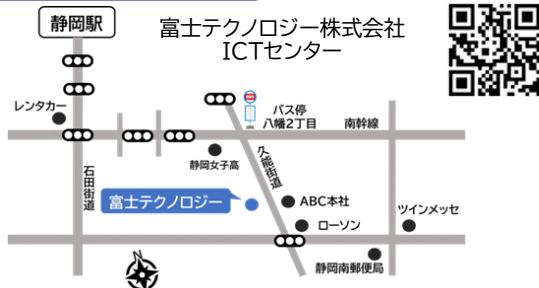 静岡駅
富士テクノロジー株式会社
ICTセンター
レンタカー
バス停
八幡2丁目
南幹線
静岡女子高
久能街道
石田街道
富士テクノロジー
ABC本社
ローソン
ツインメッセ
静岡南郵便局